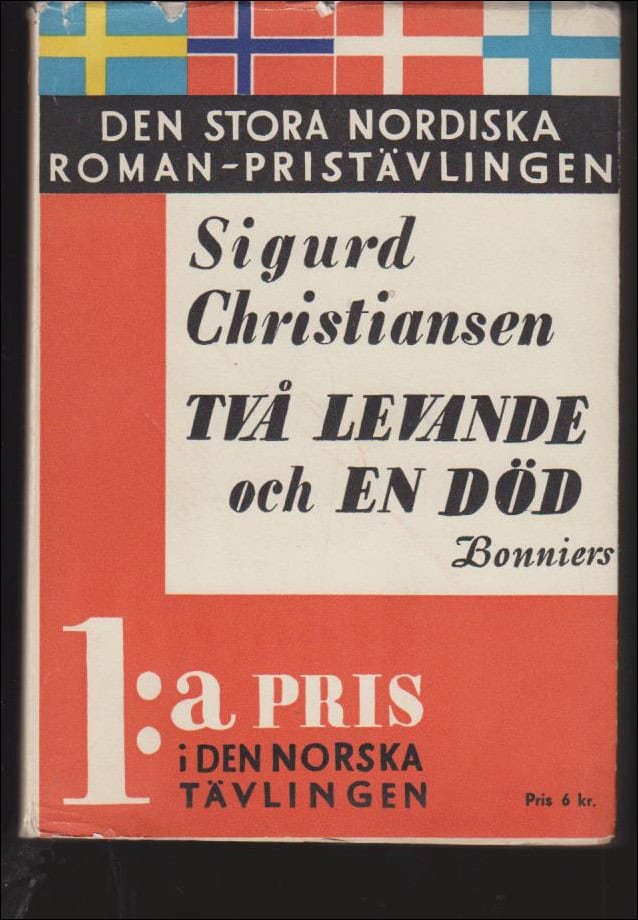 DEN STORA NORDISKA
ROMAN-PRISTÄVLINGEN
Sigurd
Christiansen
TVÅ LEVANDE
och EN DÖD
Bonniers
1:a PRIS
i DEN NORSKA
TÄVLINGEN
Pris 6 kr.